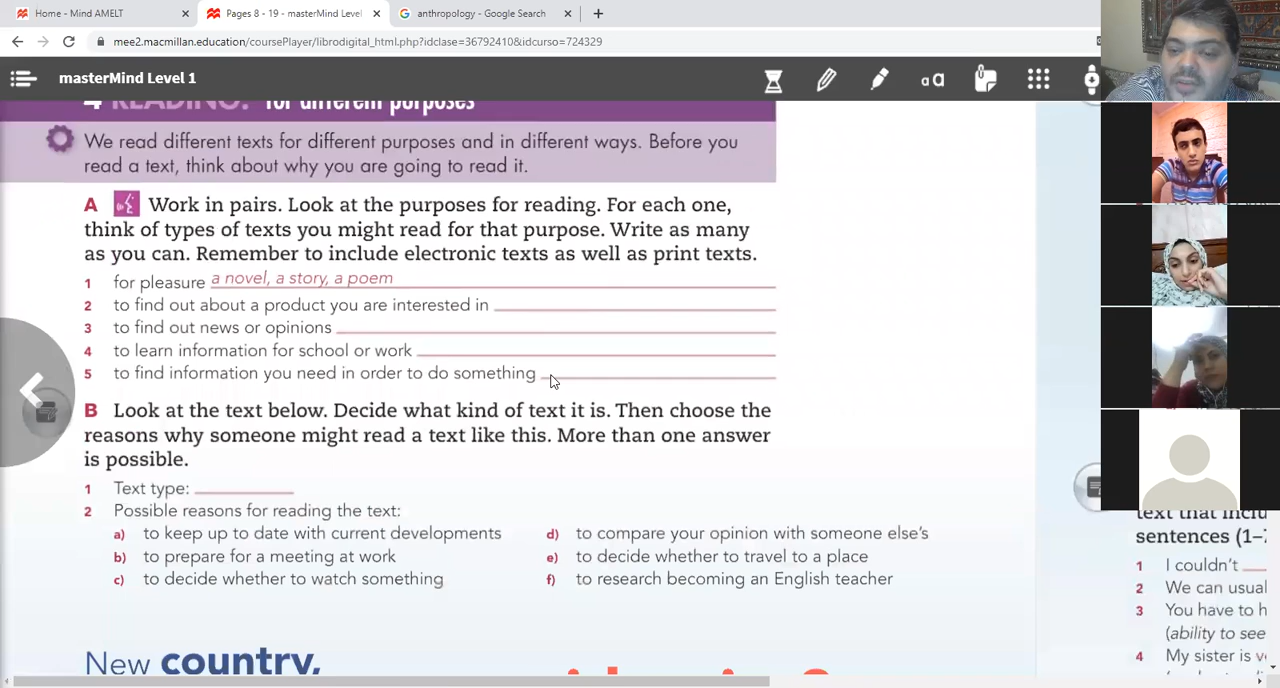 Home - Mind AMELT
Pages 8 - 19 - masterMind Level
anthropology - Google Search
mee2.macmillan.education/coursePlayer/librodigital_html.php?idclase=36792410&idcurso=724329
masterMind Level 1
aa
4 READING: for different purposes
We read different texts for different purposes and in different ways. Before you
read a text, think about why you are going to read it.
A Work in pairs. Look at the purposes for reading. For each one,
think of types of texts you might read for that purpose. Write as many
as you can. Remember to include electronic texts as well as print texts.
1 for pleasure a novel, a story, a poem
2 to find out about a product you are interested in
3 to find out news or opinions
4 to learn information for school or work
5 to find information you need in order to do something
B Look at the text below. Decide what kind of text it is. Then choose the
reasons why someone might read a text like this. More than one answer
is possible.
1 Text type:
2 Possible reasons for reading the text:
a) to keep up to date with current developments
b) to prepare for a meeting at work
c) to decide whether to watch something
d) to compare your opinion with someone else's
e) to decide whether to travel to a place
f) to research becoming an English teacher
New country,
text that inclu
sentences (1–7
1 I couldn't
2 We can usual
3 You have to h
(ability to see
4 My sister is v